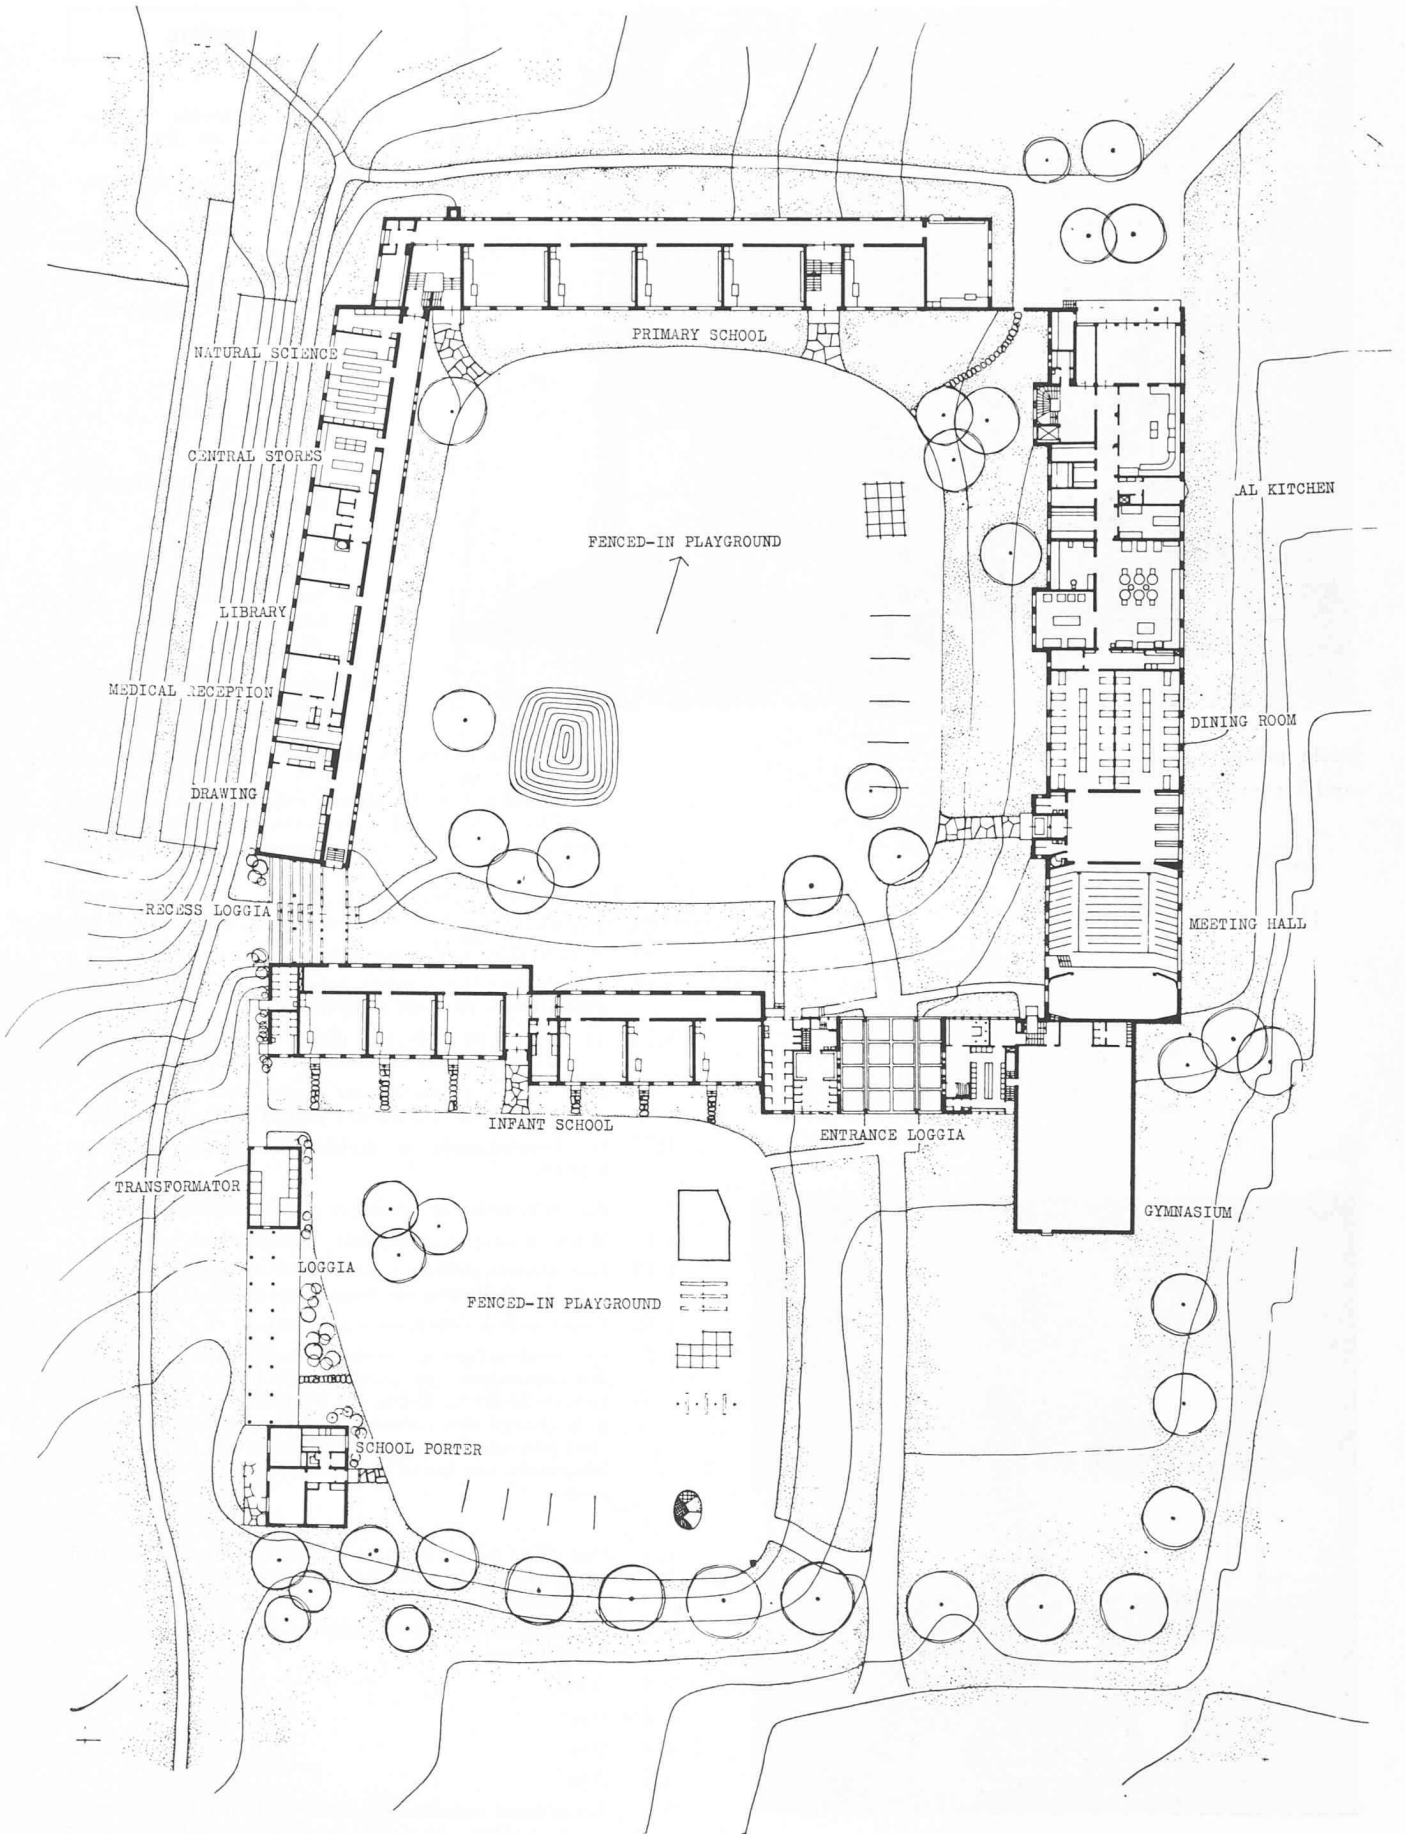 PRIMARY SCHOOL
NATURAL SCIENCE
CENTRAL STORES
AL KITCHEN
FENCED-IN PLAYGROUND
LIBRARY
MEDICAL RECEPTION
DINING ROOM
DRAWING
RECESS LOGGIA
MEETING HALL
INFANT SCHOOL
ENTRANCE LOGGIA
TRANSFORMATOR
GYMNASIUM
LOGGIA
FENCED-IN PLAYGROUND
SCHOOL PORTER